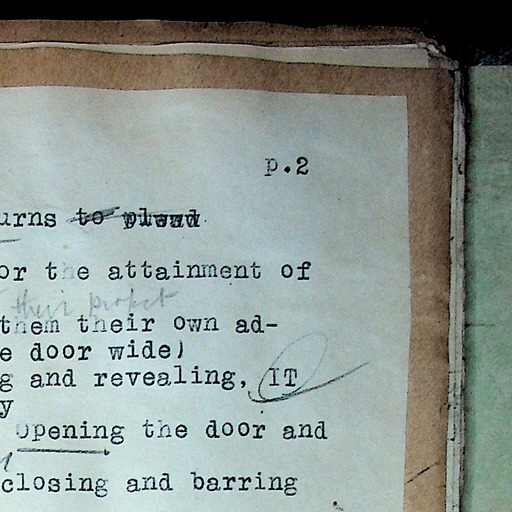 p.2
urns to plead
or the attainment of
their project
them their own ad-
e door wide)
g and revealing, IT
y
opening the door and
closing and barring